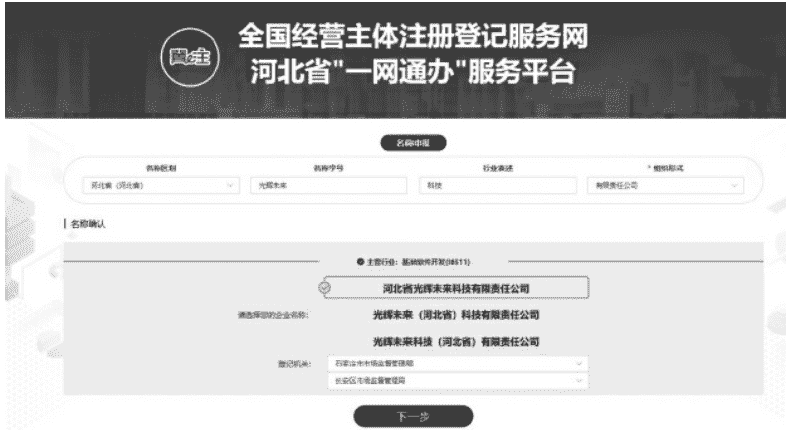 全国经营主体注册登记服务网
河北省"一网通办"服务平台
名称申报
名称区划 名称字号 行业表述 * 组织形式
河北省（河北省） 光辉未来 科技 有限责任公司
名称确认
主营行业：基础软件开发(I6511)
河北省光辉未来科技有限责任公司
请选择您的企业名称： 光辉未来（河北省）科技有限责任公司
光辉未来科技（河北省）有限责任公司
登记机关： 石家庄市市场监督管理局
长安区市场监督管理局
下一步